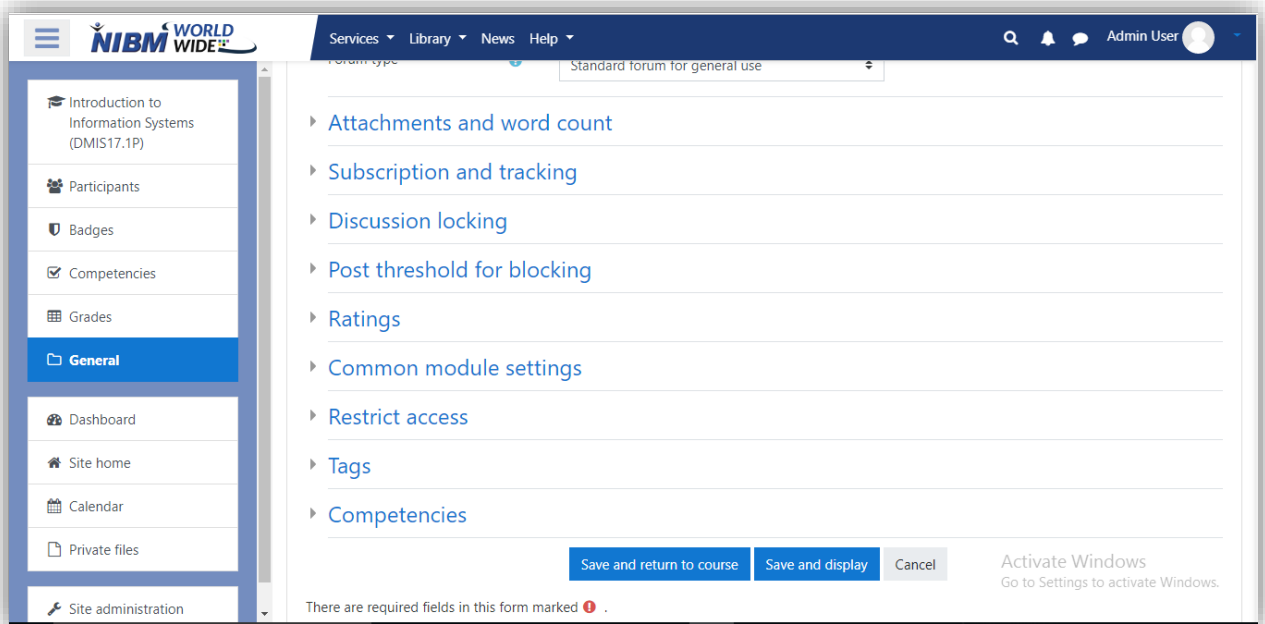 NIBM WORLD WIDE
Services Library News Help
Admin User
Forum type
Standard forum for general use
Introduction to
Information Systems
(DMIS17.1P)
Participants
Badges
Competencies
Grades
General
Dashboard
Site home
Calendar
Private files
Site administration
Attachments and word count
Subscription and tracking
Discussion locking
Post threshold for blocking
Ratings
Common module settings
Restrict access
Tags
Competencies
Save and return to course Save and display Cancel
Activate Windows
Go to Settings to activate Windows.
There are required fields in this form marked .